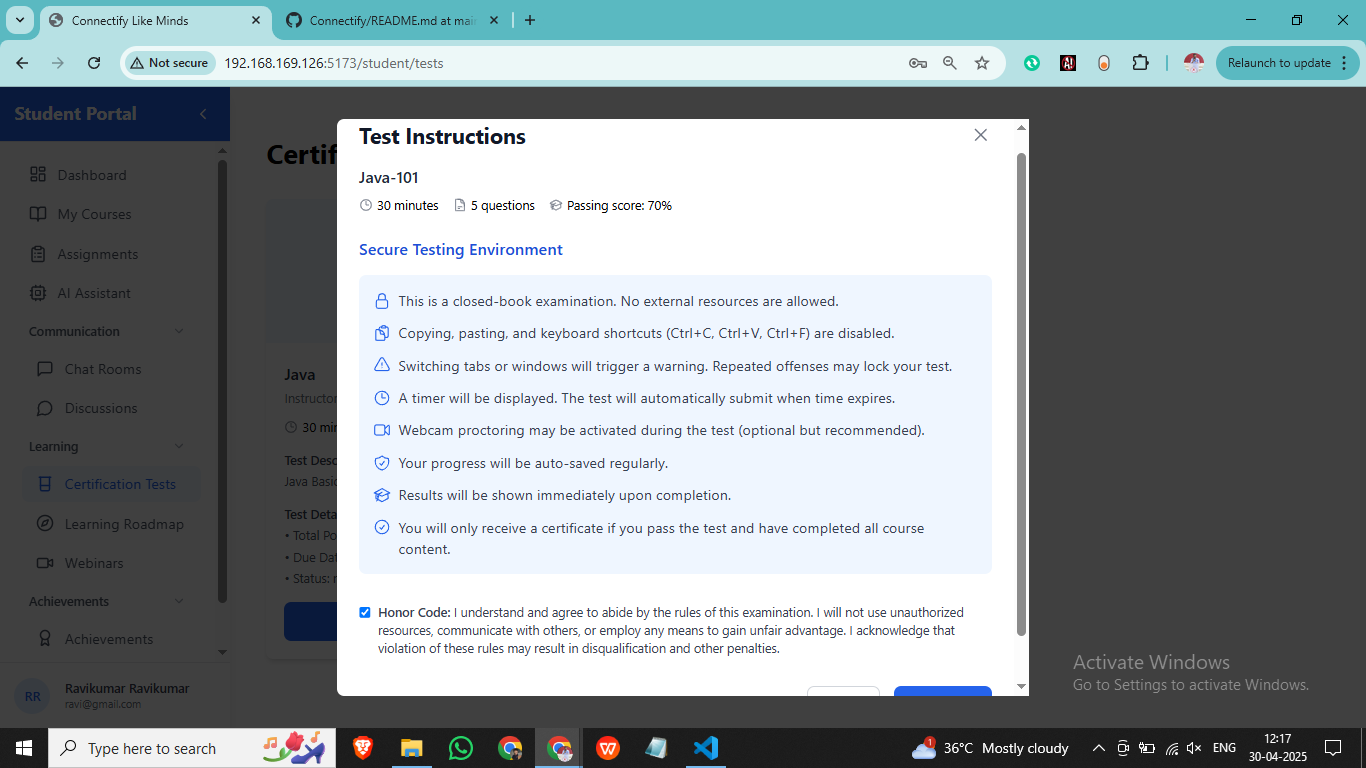 Connectify Like Minds
Connectify/README.md at mai
Not secure
192.168.169.126:5173/student/tests
Relaunch to update
Student Portal
Dashboard
My Courses
Assignments
AI Assistant
Communication
Chat Rooms
Discussions
Learning
Certification Tests
Learning Roadmap
Webinars
Achievements
Achievements
RR
Ravikumar Ravikumar
ravi@gmail.com
Certif
Java
Instructor
30 min
Test Desc
Java Basic
Test Detai
• Total Po
• Due Dat
• Status: r
Test Instructions
Java-101
30 minutes 5 questions Passing score: 70%
Secure Testing Environment
This is a closed-book examination. No external resources are allowed.
Copying, pasting, and keyboard shortcuts (Ctrl+C, Ctrl+V, Ctrl+F) are disabled.
Switching tabs or windows will trigger a warning. Repeated offenses may lock your test.
A timer will be displayed. The test will automatically submit when time expires.
Webcam proctoring may be activated during the test (optional but recommended).
Your progress will be auto-saved regularly.
Results will be shown immediately upon completion.
You will only receive a certificate if you pass the test and have completed all course
content.
Honor Code: I understand and agree to abide by the rules of this examination. I will not use unauthorized
resources, communicate with others, or employ any means to gain unfair advantage. I acknowledge that
violation of these rules may result in disqualification and other penalties.
Activate Windows
Go to Settings to activate Windows.
Type here to search
1
36°C Mostly cloudy
ENG
12:17
30-04-2025